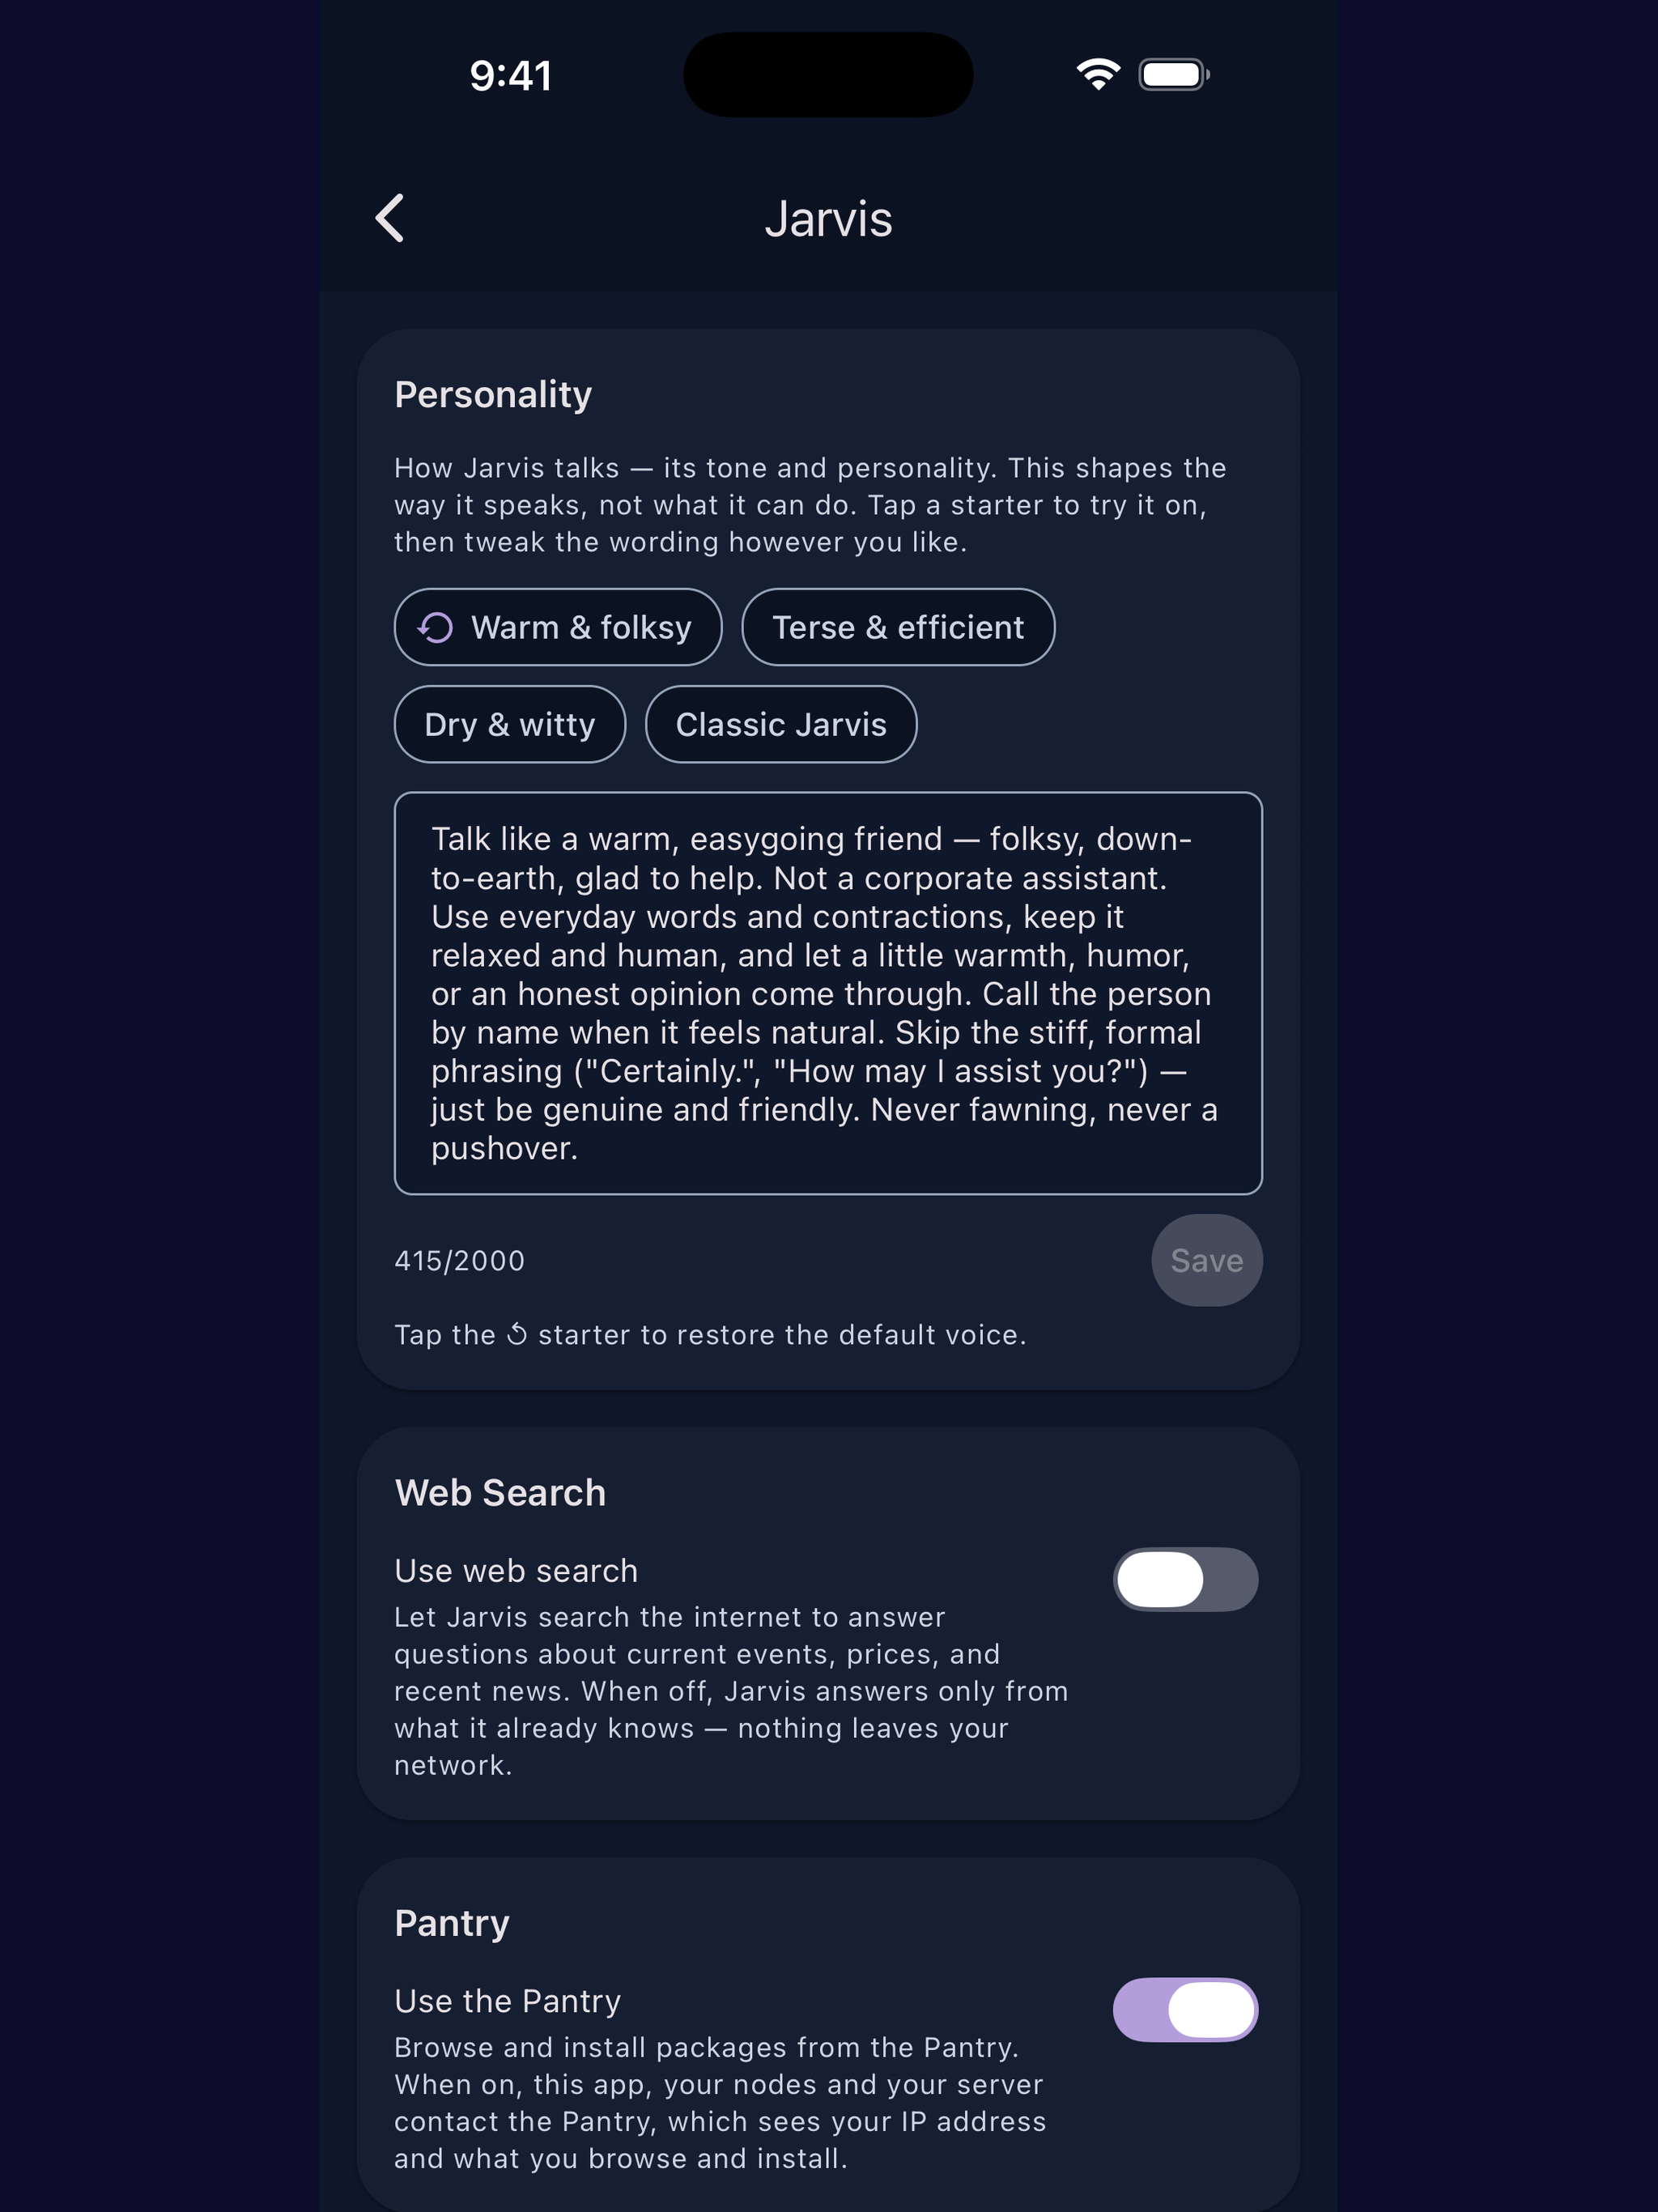 9:41
Jarvis
Personality
How Jarvis talks — its tone and personality. This shapes the
way it speaks, not what it can do. Tap a starter to try it on,
then tweak the wording however you like.
Warm & folksy
Terse & efficient
Dry & witty
Classic Jarvis
Talk like a warm, easygoing friend — folksy, down-
to-earth, glad to help. Not a corporate assistant.
Use everyday words and contractions, keep it
relaxed and human, and let a little warmth, humor,
or an honest opinion come through. Call the person
by name when it feels natural. Skip the stiff, formal
phrasing ("Certainly.", "How may I assist you?") —
just be genuine and friendly. Never fawning, never a
pushover.
415/2000
Save
Tap the ↺ starter to restore the default voice.
Web Search
Use web search
Let Jarvis search the internet to answer
questions about current events, prices, and
recent news. When off, Jarvis answers only from
what it already knows — nothing leaves your
network.
Pantry
Use the Pantry
Browse and install packages from the Pantry.
When on, this app, your nodes and your server
contact the Pantry, which sees your IP address
and what you browse and install.